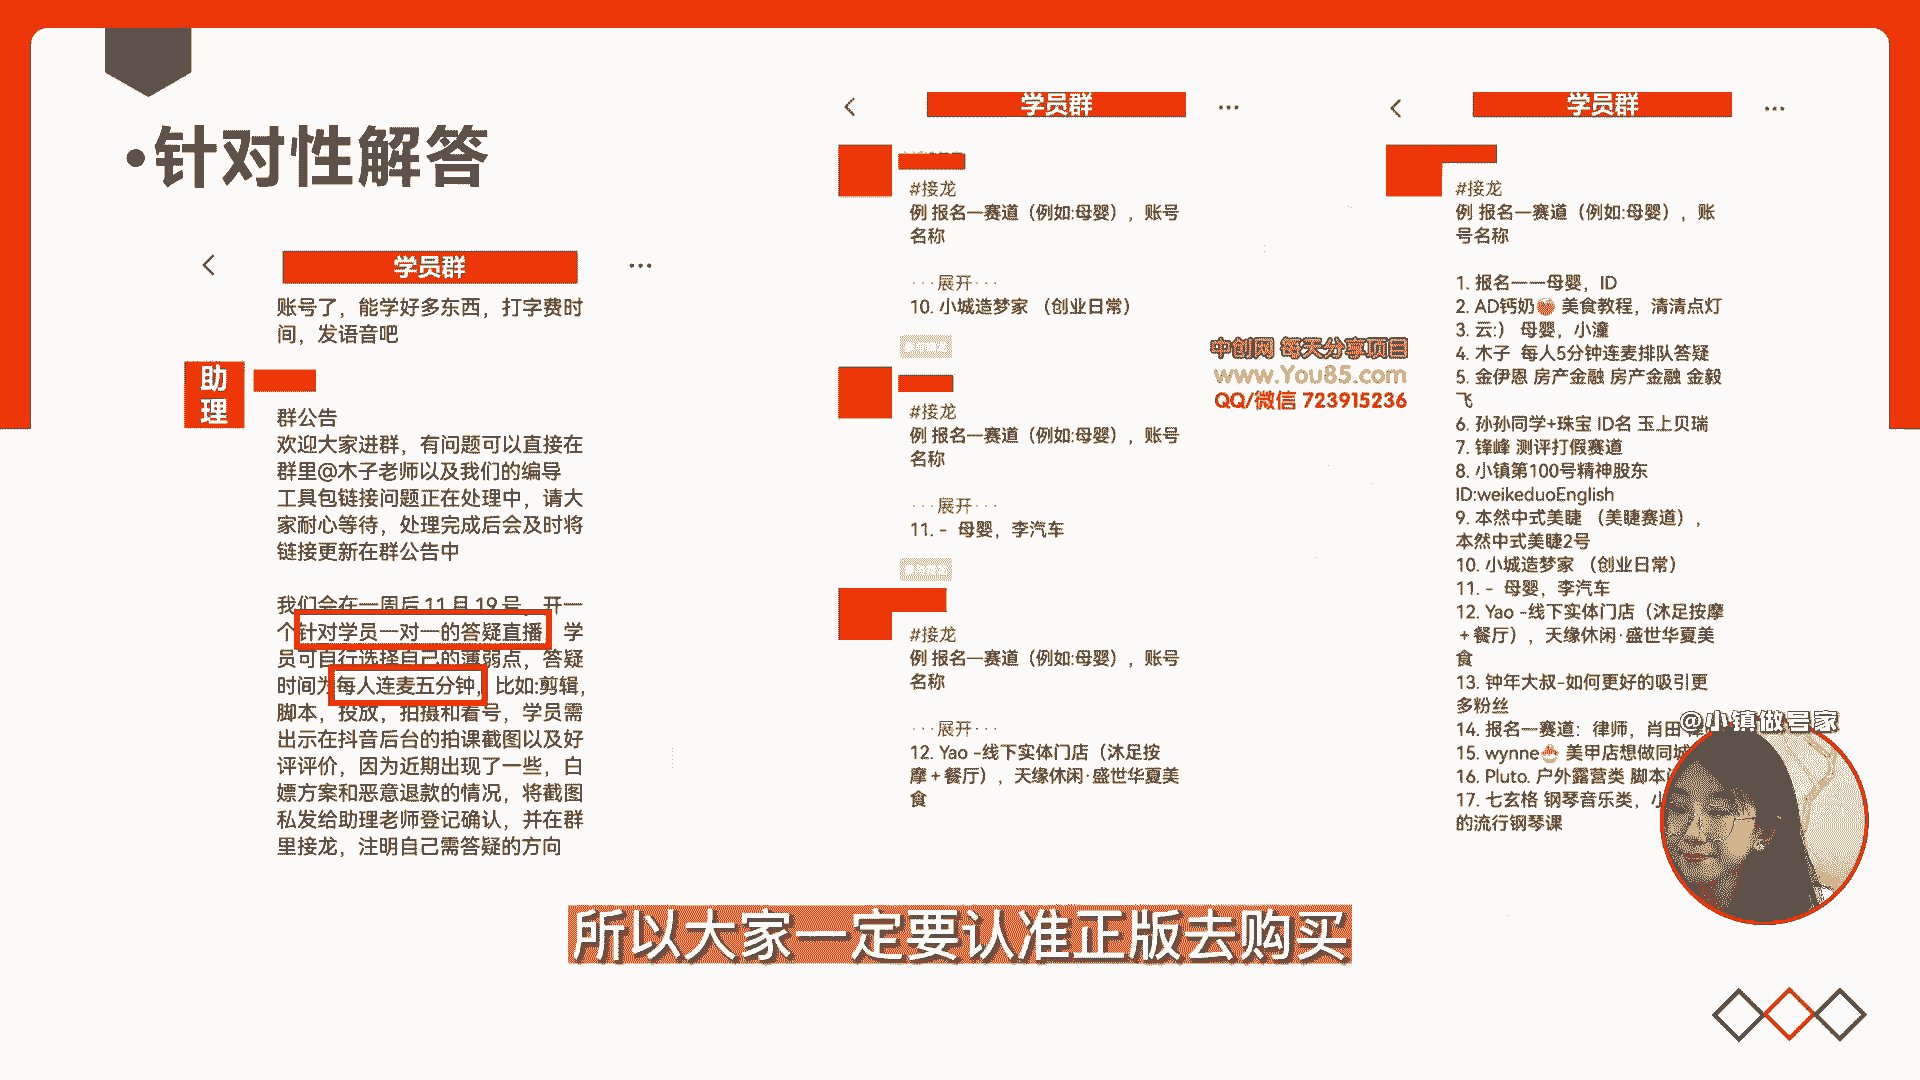 •针对性解答
学员群
账号了，能学好多东西，打字费时
间，发语音吧
助
理
群公告
欢迎大家进群，有问题可以直接在
群里@木子老师以及我们的编导
工具包链接问题正在处理中，请大
家耐心等待，处理完成后会及时将
链接更新在群公告中
我们会在一周后 11 月 19 号，开一
个针对学员一对一的答疑直播，学
员可自行选择自己的薄弱点，答疑
时间为每人连麦五分钟，比如:剪辑，
脚本，投放，拍摄和看号，学员需
出示在抖音后台的拍课截图以及好
评评价，因为近期出现了一些，白
嫖方案和恶意退款的情况，将截图
私发给助理老师登记确认，并在群
里接龙，注明自己需答疑的方向
学员群
#接龙
例 报名一赛道（例如:母婴），账号
名称
···展开···
10. 小城造梦家 （创业日常）
#接龙
例 报名一赛道（例如:母婴），账号
名称
···展开···
11. - 母婴，李汽车
#接龙
例 报名一赛道（例如:母婴），账号
名称
···展开···
12. Yao -线下实体门店（沐足按
摩＋餐厅），天缘休闲·盛世华夏美
食
中创网 每天分享项目
www.You85.com
QQ/微信 723915236
学员群
#接龙
例 报名一赛道（例如:母婴），账
号名称
1. 报名一一母婴，ID
2. AD钙奶 美食教程，清清点灯
3. 云:） 母婴，小潼
4. 木子 每人5分钟连麦排队答疑
5. 金伊恩 房产金融 房产金融 金毅
飞
6. 孙孙同学+珠宝 ID名 玉上贝瑞
7. 锋峰 测评打假赛道
8. 小镇第100号精神股东
ID:weikeduoEnglish
9. 本然中式美睫 （美睫赛道），
本然中式美睫2号
10. 小城造梦家 （创业日常）
11. - 母婴，李汽车
12. Yao -线下实体门店（沐足按摩
＋餐厅），天缘休闲·盛世华夏美
食
13. 钟年大叔-如何更好的吸引更
多粉丝
14. 报名一赛道：律师，肖田
15. wynne 美甲店想做同城
16. Pluto. 户外露营类 脚本
17. 七玄格 钢琴音乐类，
的流行钢琴课
@小镇做号家
所以大家一定要认准正版去购买